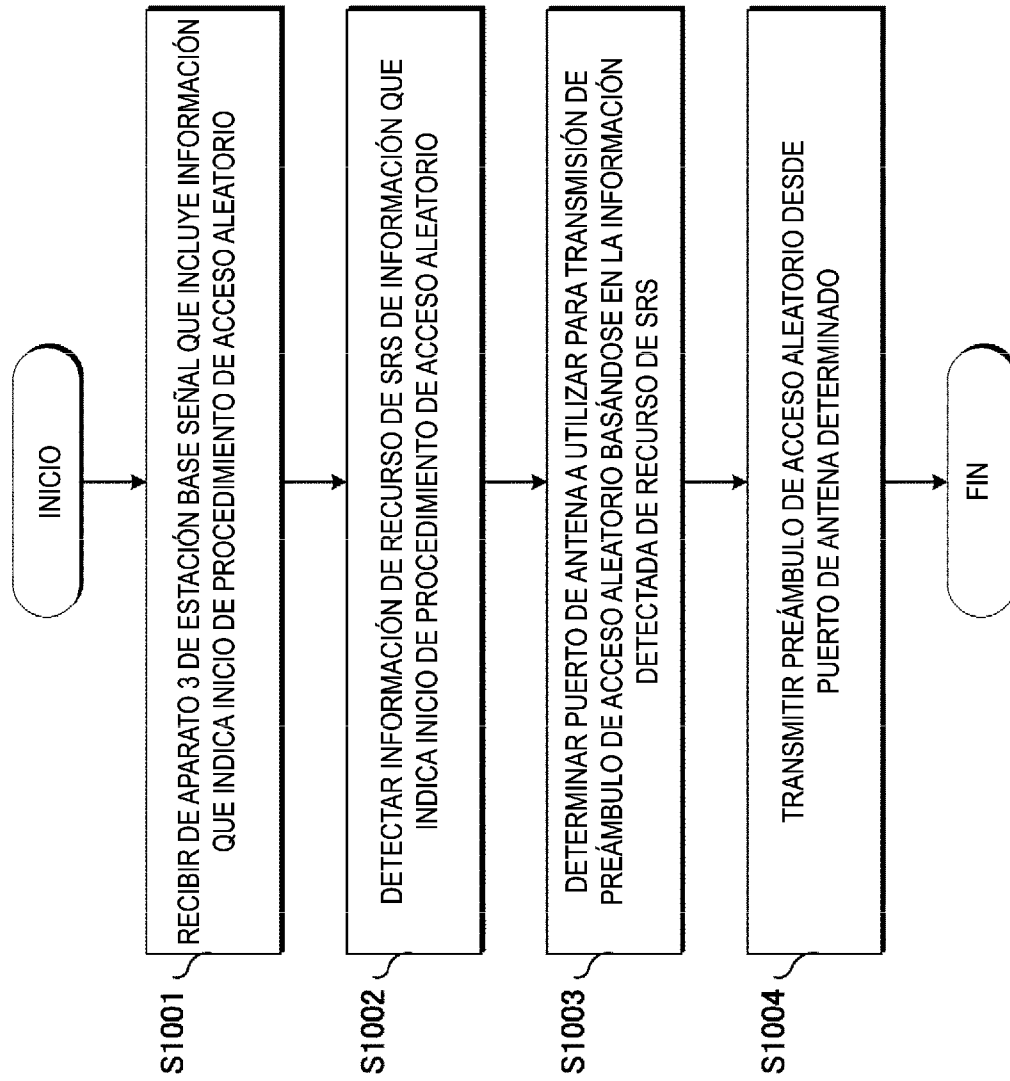 INICIO
S1001
RECIBIR DE APARATO 3 DE ESTACIÓN BASE SEÑAL QUE INCLUYE INFORMACIÓN
QUE INDICA INICIO DE PROCEDIMIENTO DE ACCESO ALEATORIO
S1002
DETECTAR INFORMACIÓN DE RECURSO DE SRS DE INFORMACIÓN QUE
INDICA INICIO DE PROCEDIMIENTO DE ACCESO ALEATORIO
S1003
DETERMINAR PUERTO DE ANTENA A UTILIZAR PARA TRANSMISIÓN DE
PREÁMBULO DE ACCESO ALEATORIO BASÁNDOSE EN LA INFORMACIÓN
DETECTADA DE RECURSO DE SRS
S1004
TRANSMITIR PREÁMBULO DE ACCESO ALEATORIO DESDE
PUERTO DE ANTENA DETERMINADO
FIN